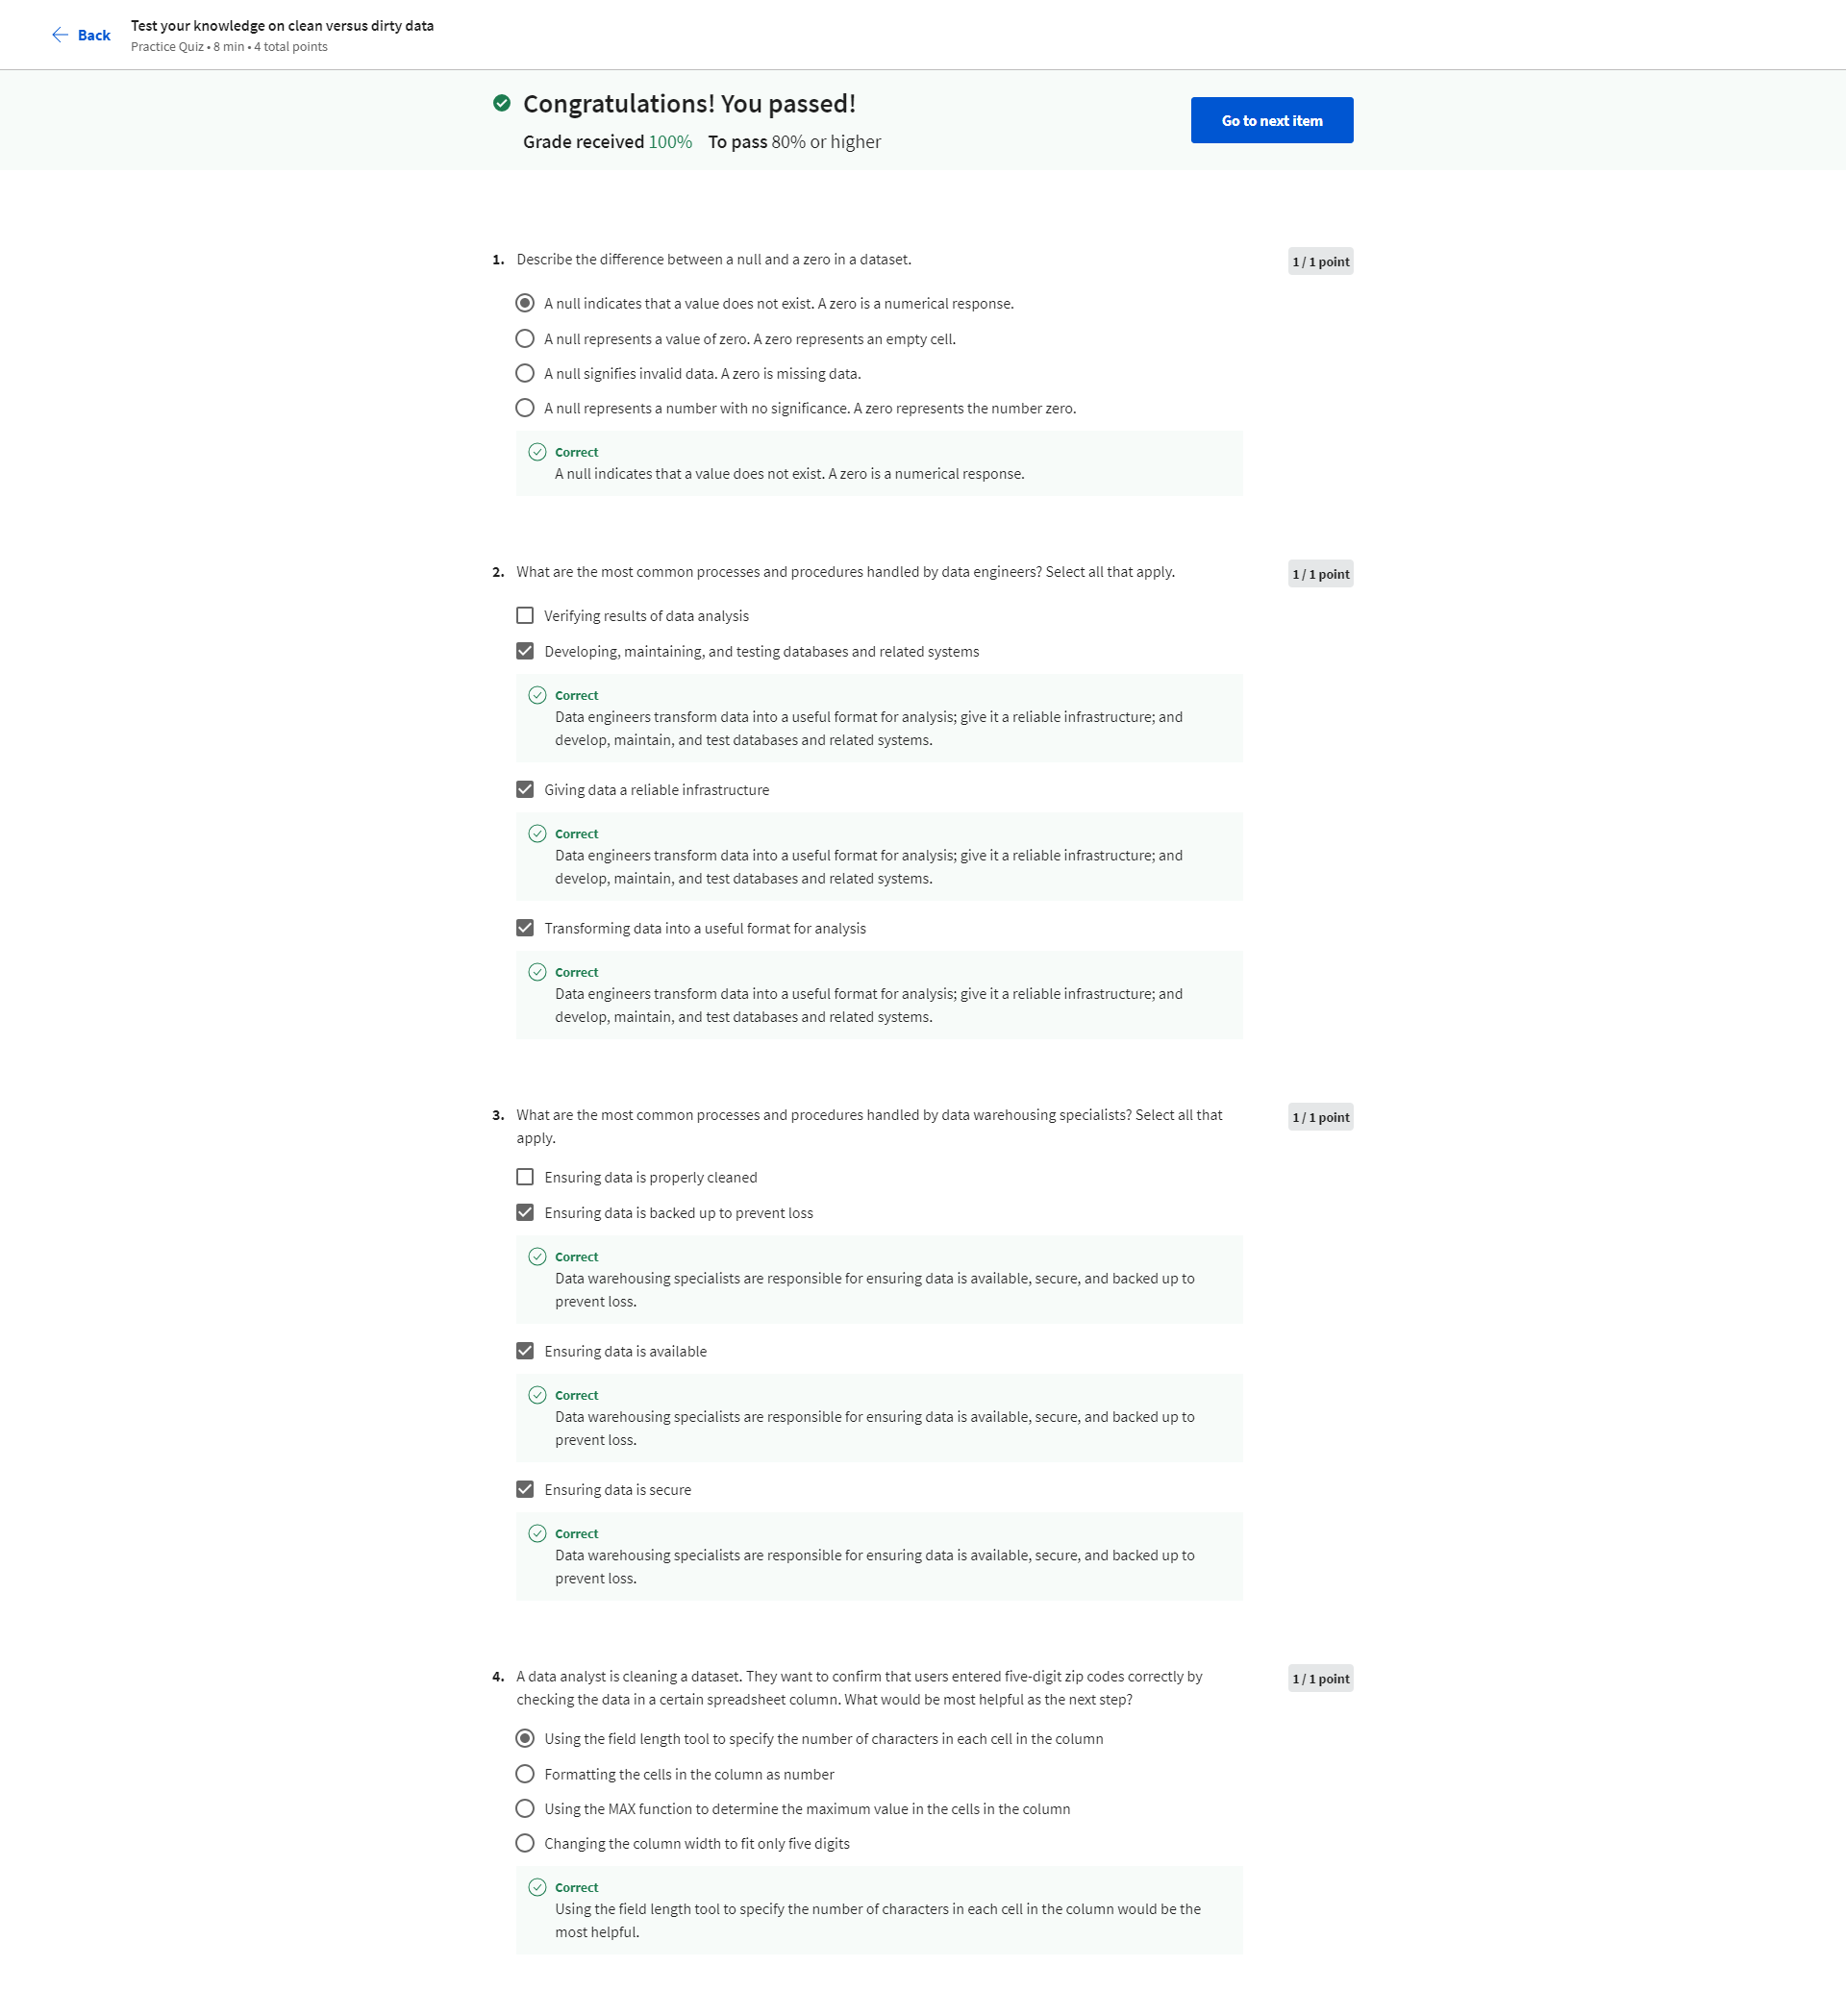 Back
Test your knowledge on clean versus dirty data
Practice Quiz • 8 min • 4 total points
Congratulations! You passed!
Grade received 100% To pass 80% or higher
Go to next item
1. Describe the difference between a null and a zero in a dataset.
1 / 1 point
A null indicates that a value does not exist. A zero is a numerical response.
A null represents a value of zero. A zero represents an empty cell.
A null signifies invalid data. A zero is missing data.
A null represents a number with no significance. A zero represents the number zero.
Correct
A null indicates that a value does not exist. A zero is a numerical response.
2. What are the most common processes and procedures handled by data engineers? Select all that apply.
1 / 1 point
Verifying results of data analysis
Developing, maintaining, and testing databases and related systems
Correct
Data engineers transform data into a useful format for analysis; give it a reliable infrastructure; and
develop, maintain, and test databases and related systems.
Giving data a reliable infrastructure
Correct
Data engineers transform data into a useful format for analysis; give it a reliable infrastructure; and
develop, maintain, and test databases and related systems.
Transforming data into a useful format for analysis
Correct
Data engineers transform data into a useful format for analysis; give it a reliable infrastructure; and
develop, maintain, and test databases and related systems.
3. What are the most common processes and procedures handled by data warehousing specialists? Select all that
apply.
1 / 1 point
Ensuring data is properly cleaned
Ensuring data is backed up to prevent loss
Correct
Data warehousing specialists are responsible for ensuring data is available, secure, and backed up to
prevent loss.
Ensuring data is available
Correct
Data warehousing specialists are responsible for ensuring data is available, secure, and backed up to
prevent loss.
Ensuring data is secure
Correct
Data warehousing specialists are responsible for ensuring data is available, secure, and backed up to
prevent loss.
4. A data analyst is cleaning a dataset. They want to confirm that users entered five-digit zip codes correctly by
checking the data in a certain spreadsheet column. What would be most helpful as the next step?
1 / 1 point
Using the field length tool to specify the number of characters in each cell in the column
Formatting the cells in the column as number
Using the MAX function to determine the maximum value in the cells in the column
Changing the column width to fit only five digits
Correct
Using the field length tool to specify the number of characters in each cell in the column would be the
most helpful.